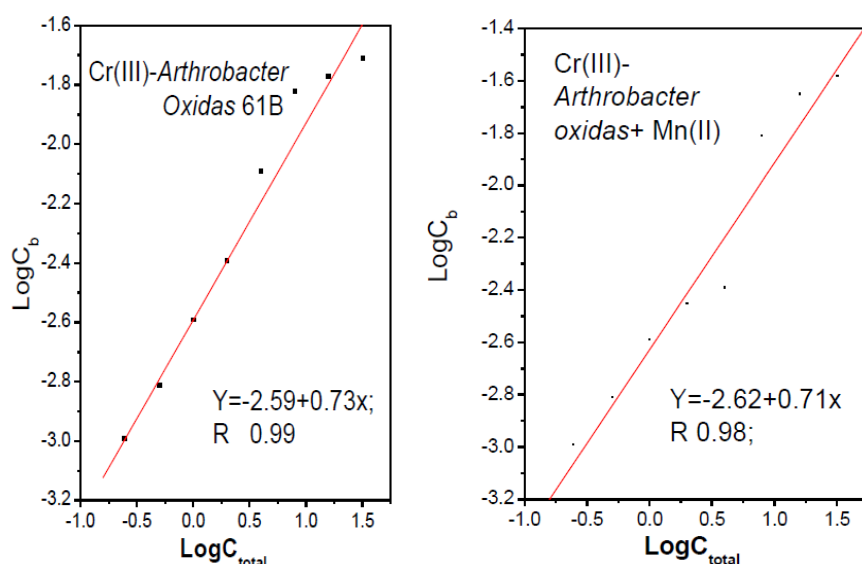 -1.6
-1.8
-2.0
-2.2
-2.4
-2.6
-2.8
-3.0
-3.2
LogC_b
Cr(III)-Arthrobacter
Oxidas 61B
Y=-2.59+0.73x;
R 0.99
-1.0 -0.5 0.0 0.5 1.0 1.5
LogC_total
-1.4
-1.6
-1.8
-2.0
-2.2
-2.4
-2.6
-2.8
-3.0
-3.2
LogC_b
Cr(III)-
Arthrobacter
oxidas+ Mn(II)
Y=-2.62+0.71x
R 0.98;
-1.0 -0.5 0.0 0.5 1.0 1.5
LogC_total